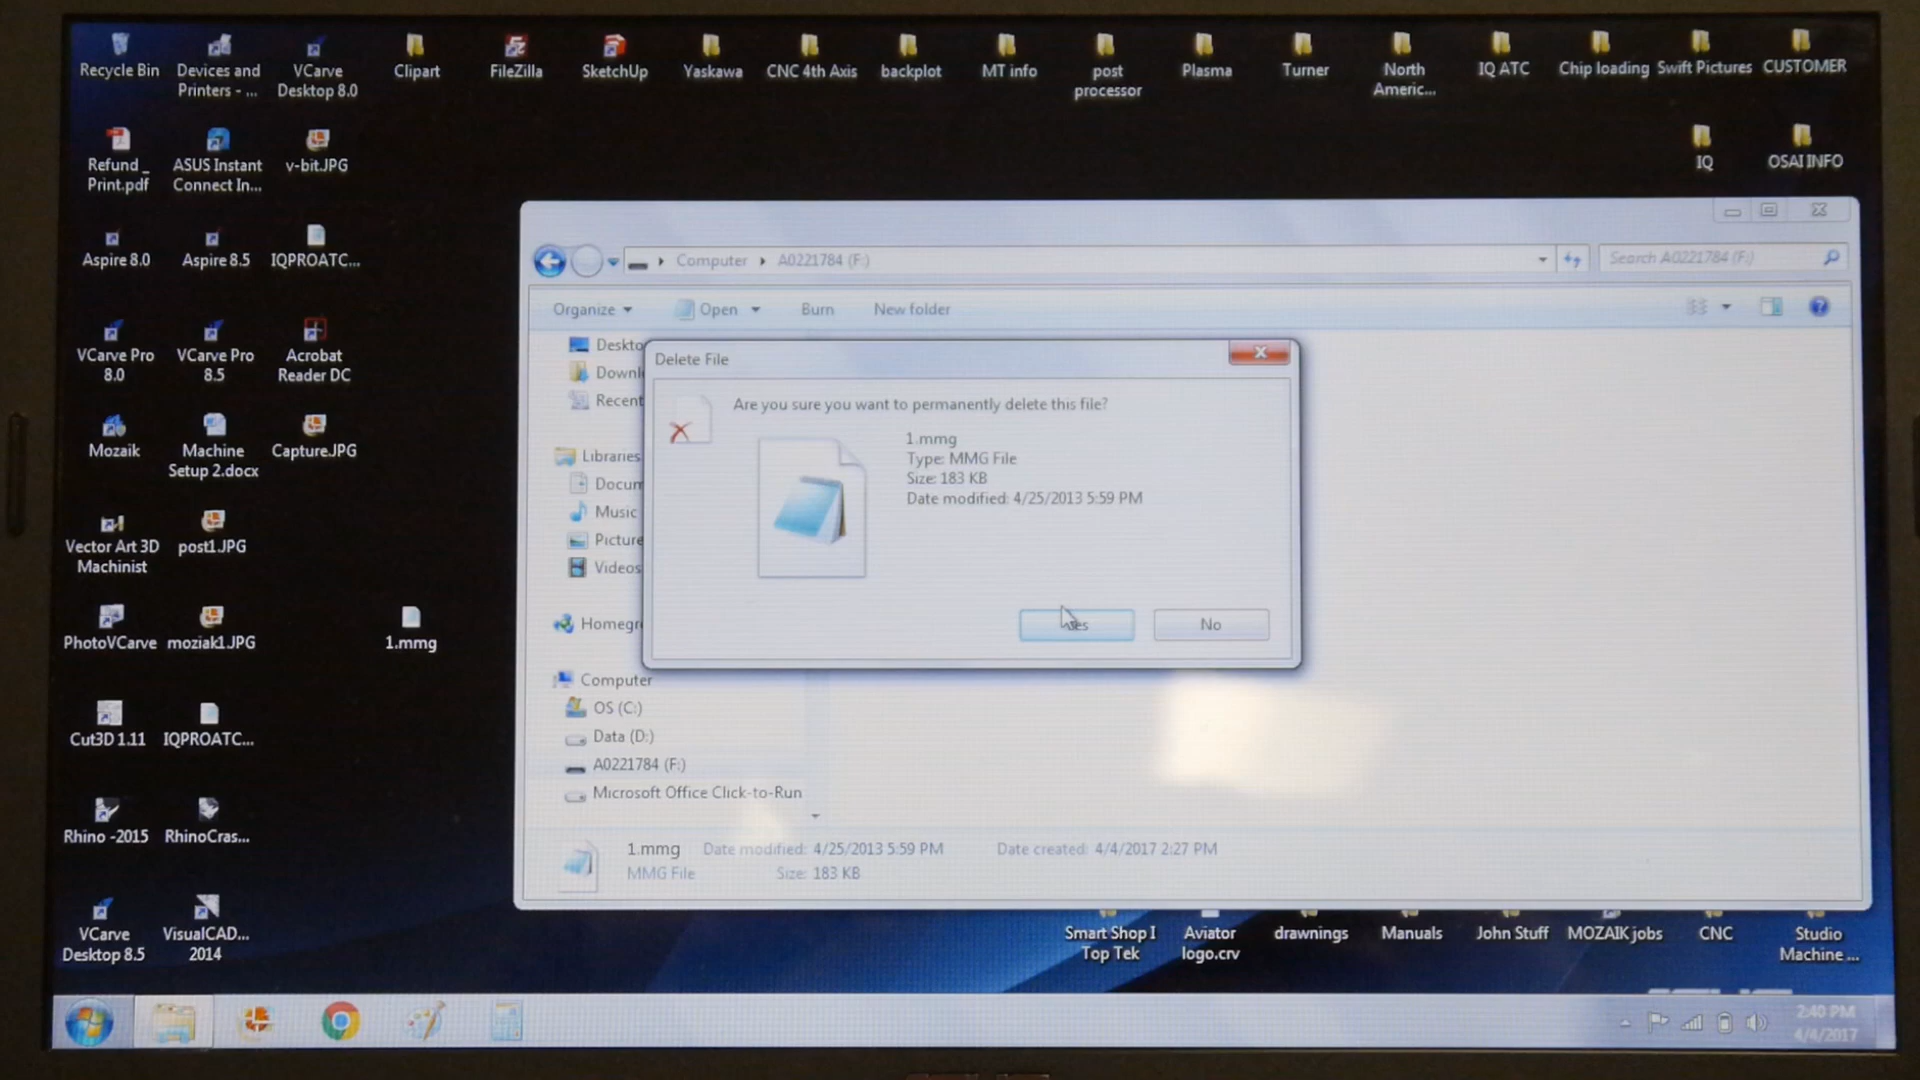 Recycle Bin
Devices and
Printers - ...
VCarve
Desktop 8.0
Clipart
FileZilla
SketchUp
Yaskawa
CNC 4th Axis
backplot
MT info
post
processor
Plasma
Turner
North
Americ...
IQ ATC
Chip loading
Swift Pictures
CUSTOMER
Refund _
Print.pdf
ASUS Instant
Connect In...
v-bit.JPG
IQ
OSAI INFO
Aspire 8.0
Aspire 8.5
IQPROATC...
VCarve Pro
8.0
VCarve Pro
8.5
Acrobat
Reader DC
Mozaik
Machine
Setup 2.docx
Capture.JPG
Vector Art 3D
Machinist
post1.JPG
PhotoVCarve
moziak1.JPG
1.mmg
Cut3D 1.11
IQPROATC...
Rhino -2015
RhinoCras...
VCarve
Desktop 8.5
VisualCAD...
2014
Computer
A0221784 (F:)
Search A0221784 (F:)
Organize
Open
Burn
New folder
Deskto
Downl
Recent
Libraries
Docum
Music
Picture
Videos
Homegr
Computer
OS (C:)
Data (D:)
A0221784 (F:)
Microsoft Office Click-to-Run
Delete File
Are you sure you want to permanently delete this file?
1.mmg
Type: MMG File
Size: 183 KB
Date modified: 4/25/2013 5:59 PM
Yes
No
1.mmg Date modified: 4/25/2013 5:59 PM Date created: 4/4/2017 2:27 PM
MMG File Size: 183 KB
Smart Shop I
Top Tek
Aviator
logo.crv
drawnings
Manuals
John Stuff
MOZAIK jobs
CNC
Studio
Machine ...
2:40 PM
4/4/2017